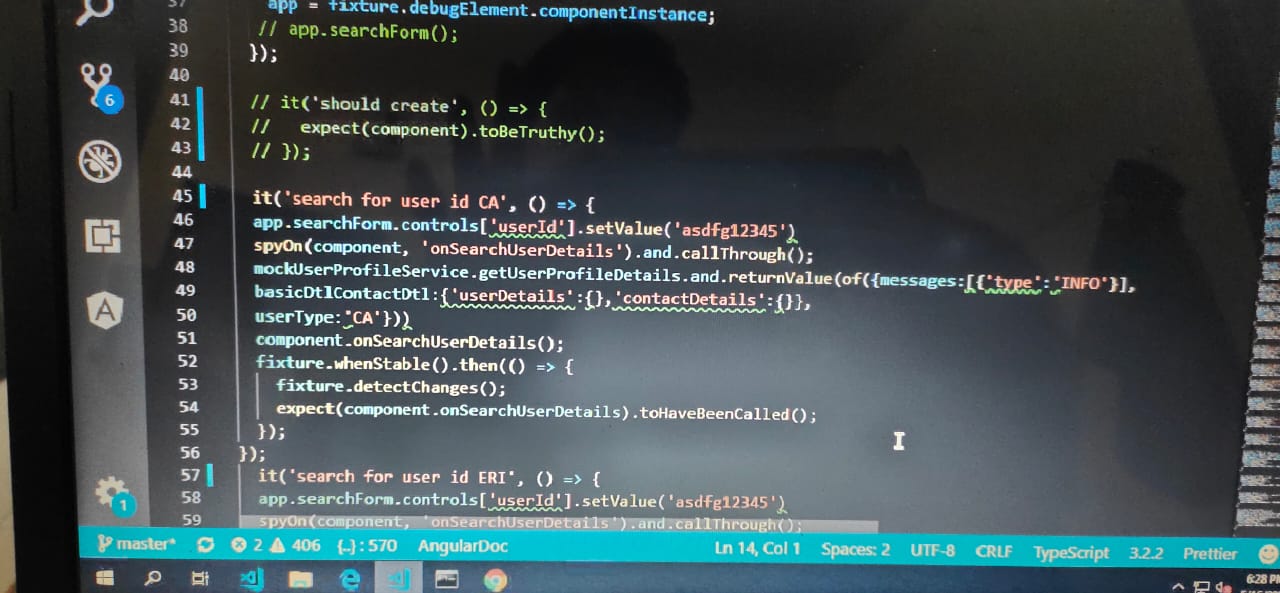 37 app = fixture.debugElement.componentInstance;
38 // app.searchForm();
39 });
40
41 // it('should create', () => {
42 //   expect(component).toBeTruthy();
43 // });
44
45 it('search for user id CA', () => {
46 app.searchForm.controls['userId'].setValue('asdfg12345')
47 spyOn(component, 'onSearchUserDetails').and.callThrough();
48 mockUserProfileService.getUserProfileDetails.and.returnValue(of({messages:[{'type':'INFO'}],
49 basicDtlContactDtl:{'userDetails':{},'contactDetails':{}},
50 userType:'CA'}))
51 component.onSearchUserDetails();
52 fixture.whenStable().then(() => {
53 fixture.detectChanges();
54 expect(component.onSearchUserDetails).toHaveBeenCalled();
55 });
56 });
57 it('search for user id ERI', () => {
58 app.searchForm.controls['userId'].setValue('asdfg12345')
59 spyOn(component, 'onSearchUserDetails').and.callThrough();
6
A
1
master* 2 406 {..} : 570 AngularDoc Ln 14, Col 1 Spaces: 2 UTF-8 CRLF TypeScript 3.2.2 Prettier
6:28 PM